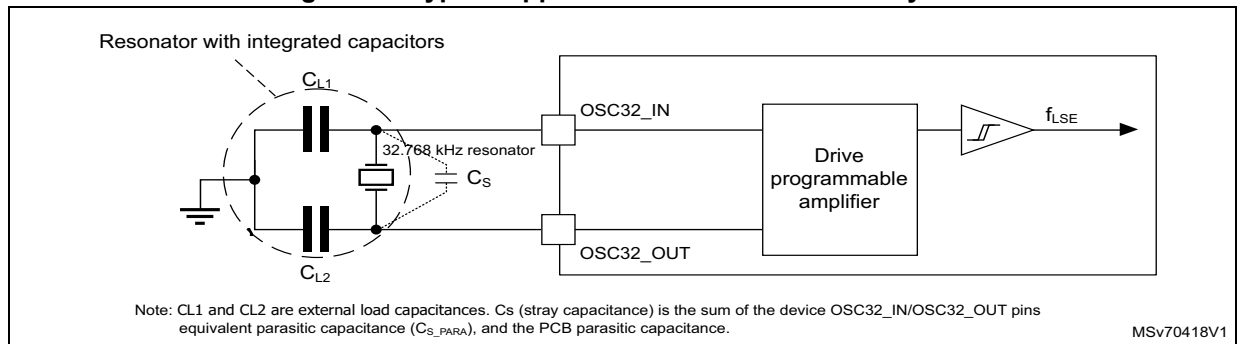 Resonator with integrated capacitors
CL1
OSC32_IN
fLSE
32.768 kHz resonator
Drive
programmable
amplifier
CS
OSC32_OUT
CL2
Note: CL1 and CL2 are external load capacitances. Cs (stray capacitance) is the sum of the device OSC32_IN/OSC32_OUT pins
equivalent parasitic capacitance (CS_PARA), and the PCB parasitic capacitance.
MSv70418V1